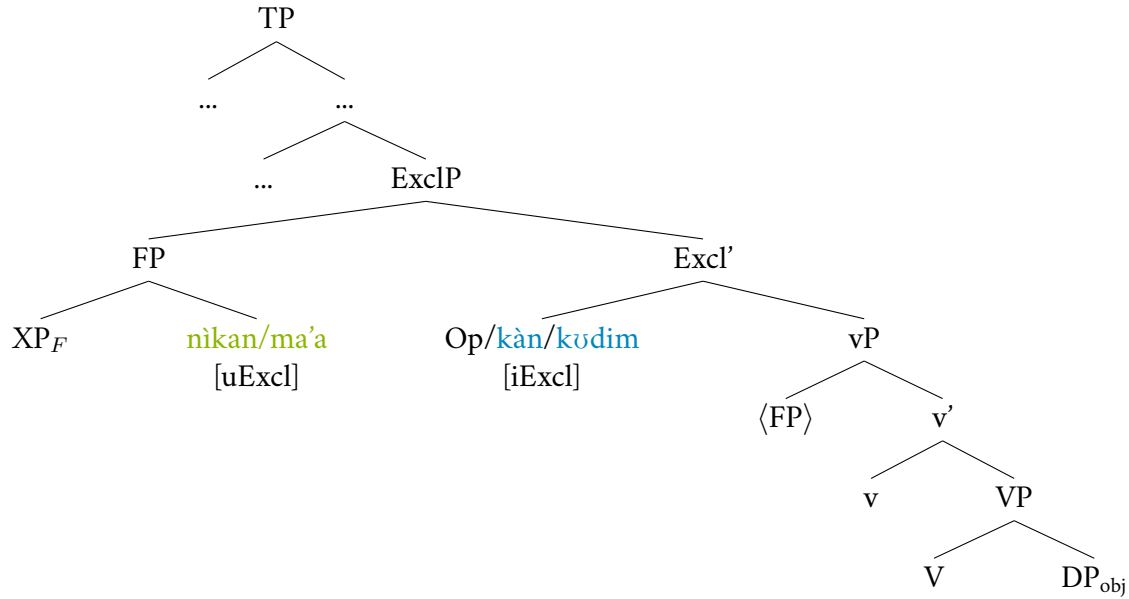 TP
... ...
... ExclP
FP Excl’
XP_F nìkan/ma’a Op/kàn/kʊdim vP
[uExcl] [iExcl]
⟨FP⟩ v’
v VP
V DP_obj